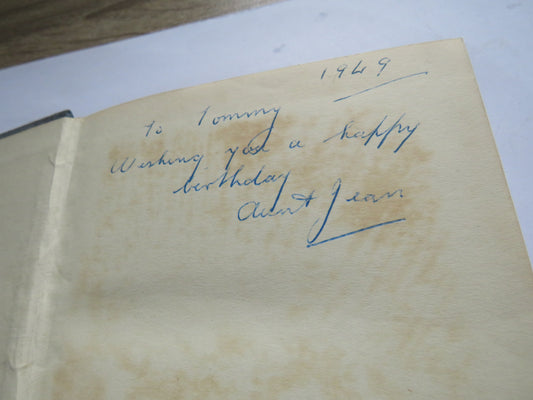 1949
To Tommy
Wishing you a happy
birthday
Aunt Jean